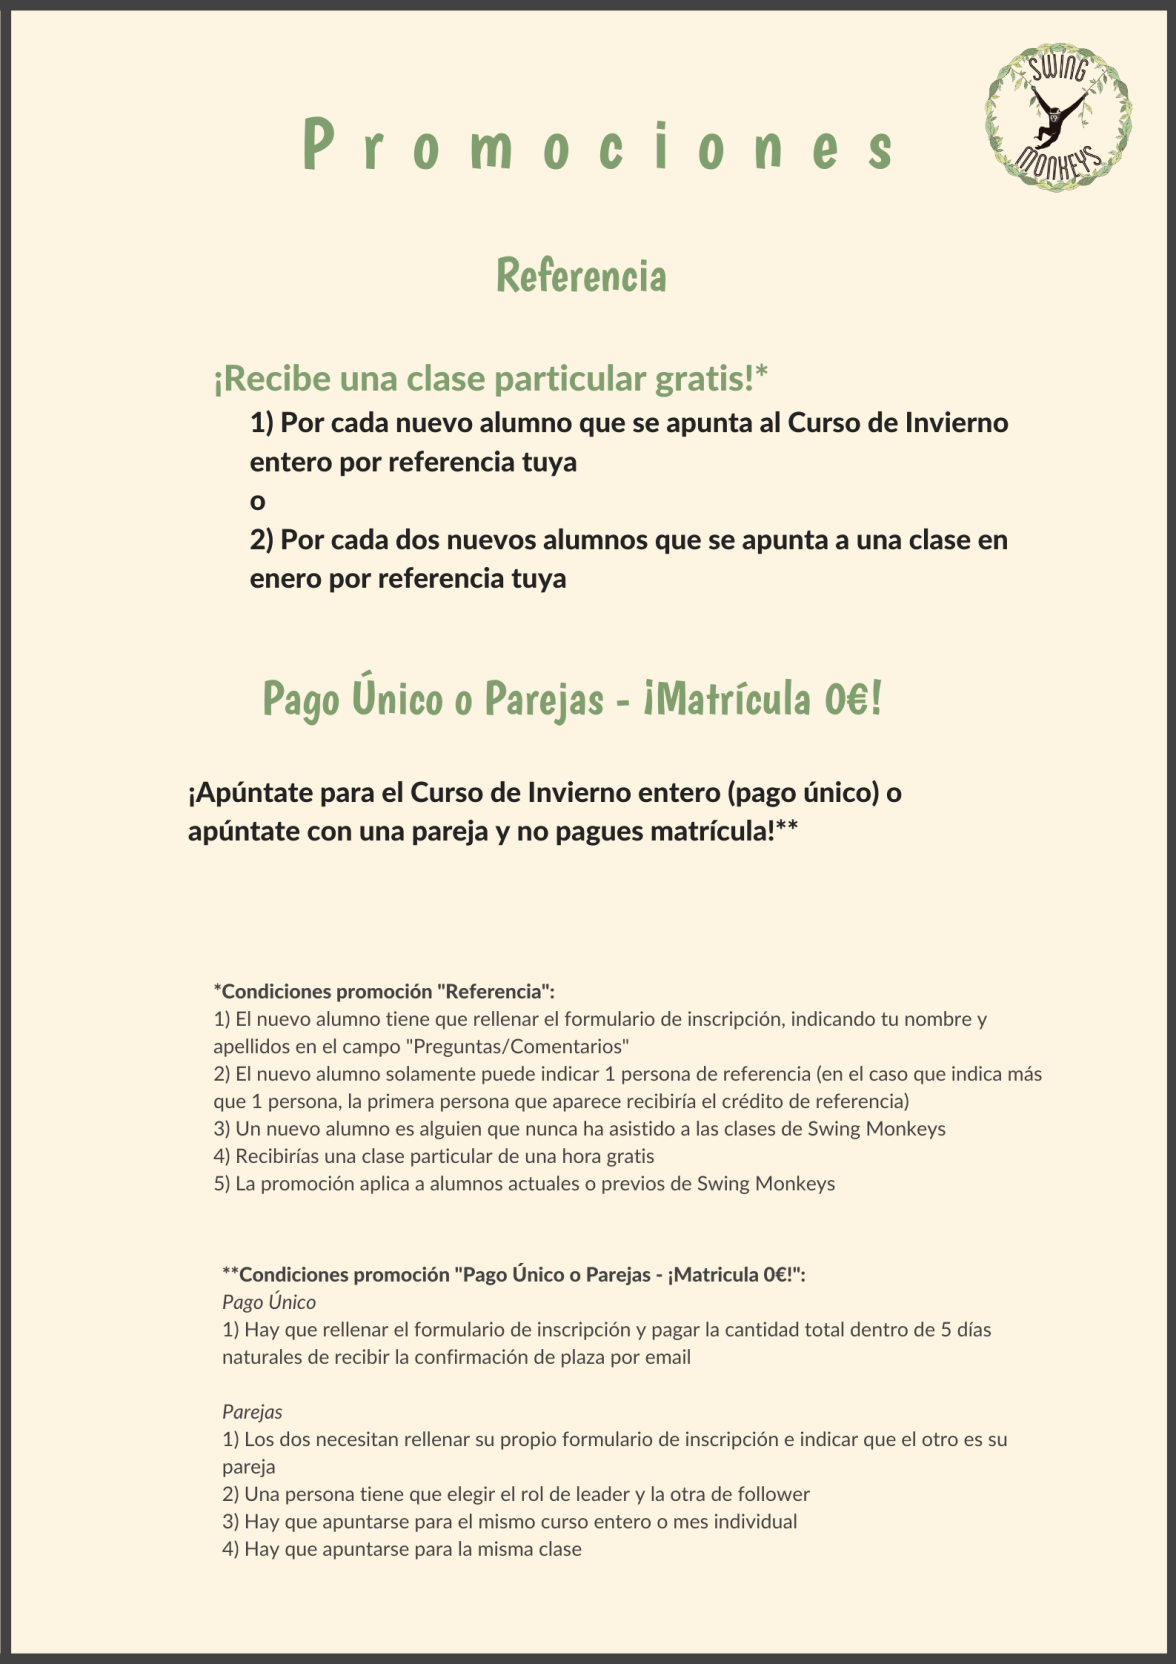 SWING
MONKEYS
Promociones
Referencia
¡Recibe una clase particular gratis!*
1) Por cada nuevo alumno que se apunta al Curso de Invierno
entero por referencia tuya
o
2) Por cada dos nuevos alumnos que se apunta a una clase en
enero por referencia tuya
Pago Único o Parejas - ¡Matrícula 0€!
¡Apúntate para el Curso de Invierno entero (pago único) o
apúntate con una pareja y no pagues matrícula!**
*Condiciones promoción "Referencia":
1) El nuevo alumno tiene que rellenar el formulario de inscripción, indicando tu nombre y
apellidos en el campo "Preguntas/Comentarios"
2) El nuevo alumno solamente puede indicar 1 persona de referencia (en el caso que indica más
que 1 persona, la primera persona que aparece recibiría el crédito de referencia)
3) Un nuevo alumno es alguien que nunca ha asistido a las clases de Swing Monkeys
4) Recibirías una clase particular de una hora gratis
5) La promoción aplica a alumnos actuales o previos de Swing Monkeys
**Condiciones promoción "Pago Único o Parejas - ¡Matricula 0€!":
Pago Único
1) Hay que rellenar el formulario de inscripción y pagar la cantidad total dentro de 5 días
naturales de recibir la confirmación de plaza por email
Parejas
1) Los dos necesitan rellenar su propio formulario de inscripción e indicar que el otro es su
pareja
2) Una persona tiene que elegir el rol de leader y la otra de follower
3) Hay que apuntarse para el mismo curso entero o mes individual
4) Hay que apuntarse para la misma clase